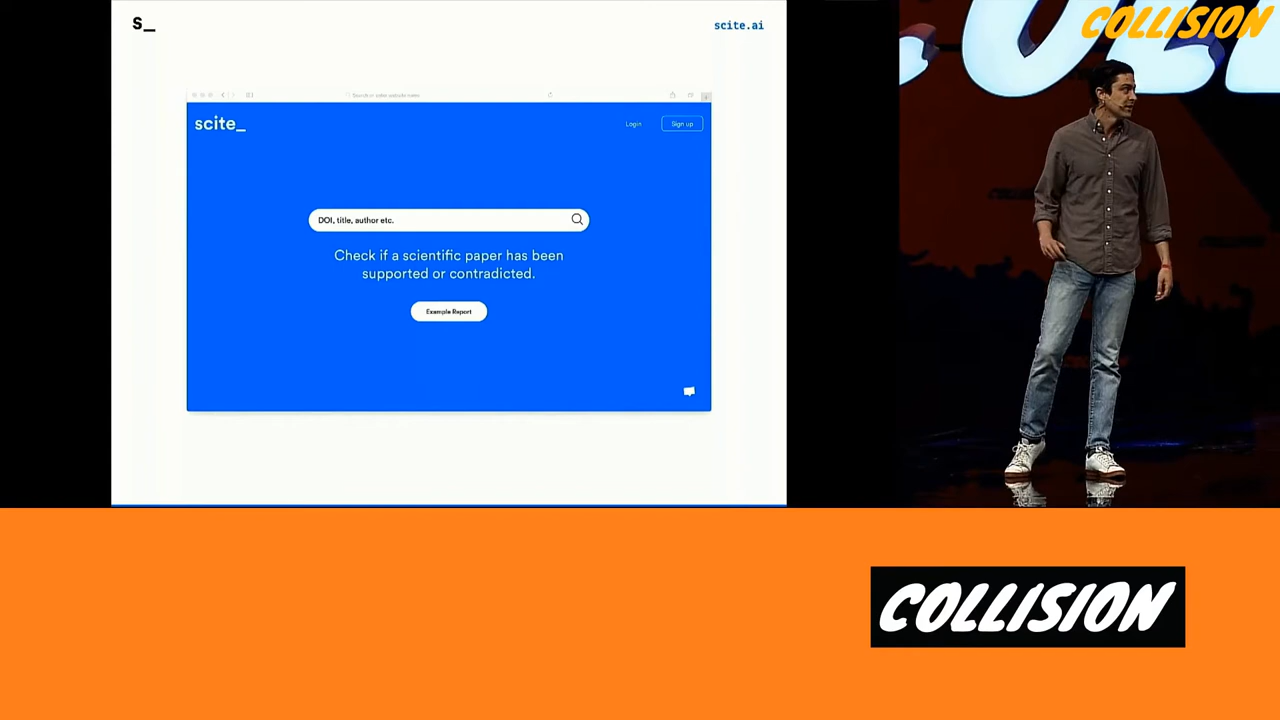 S_
scite.ai
COLLISION
scite_
Login
Sign up
DOI, title, author etc.
Check if a scientific paper has been
supported or contradicted.
Example Report
COLLISION